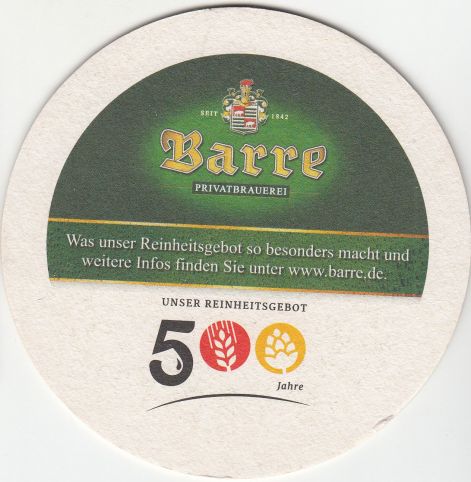 SEIT 1842
Barre
PRIVATBRAUEREI
Was unser Reinheitsgebot so besonders macht und
weitere Infos finden Sie unter www.barre.de.
UNSER REINHEITSGEBOT
500
Jahre